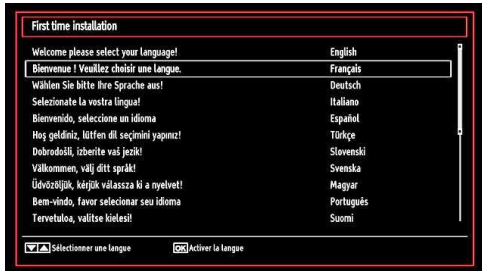 First time installation
Welcome please select your language! English
Bienvenue ! Veuillez choisir une langue. Français
Wählen Sie bitte Ihre Sprache aus! Deutsch
Selezionate la vostra lingua! Italiano
Bienvenido, seleccione un idioma Español
Hoş geldiniz, lütfen dil seçimini yapınız! Türkçe
Dobrodošli, izberite vaš jezik! Slovenski
Välkommen, välj ditt språk! Svenska
Üdvözöljük, kérjük válassza ki a nyelvet! Magyar
Bem-vindo, favor selecionar seu idioma Português
Tervetuloa, valitse kielesi! Suomi
Sélectionner une langue OK Activer la langue